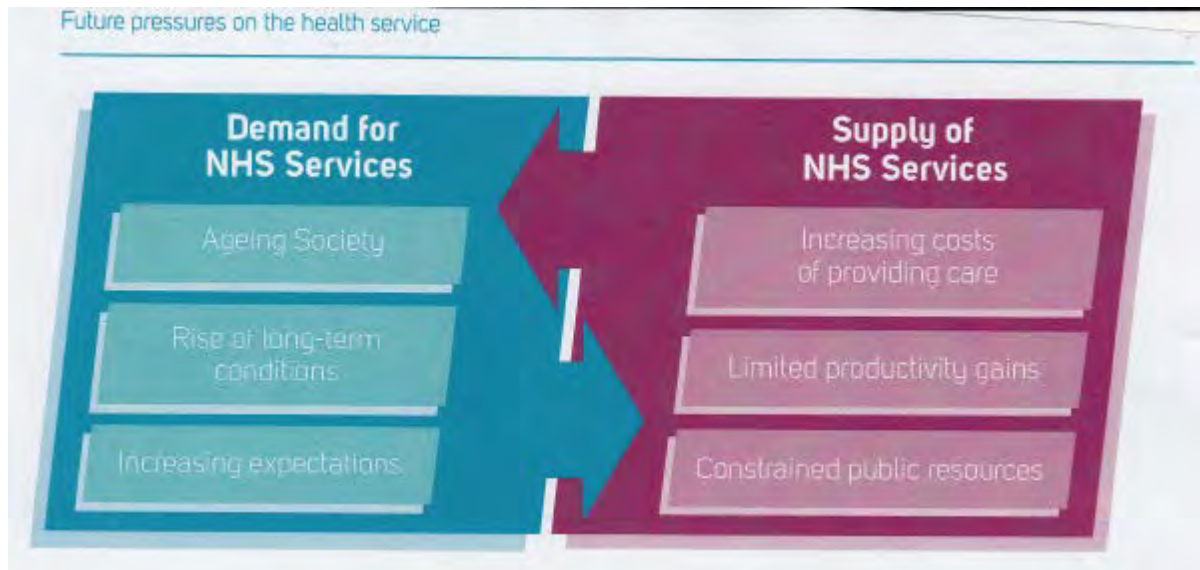 Future pressures on the health service
Demand for
NHS Services
Ageing Society
Rise of long-term
conditions
Increasing expectations
Supply of
NHS Services
Increasing costs
of providing care
Limited productivity gains
Constrained public resources